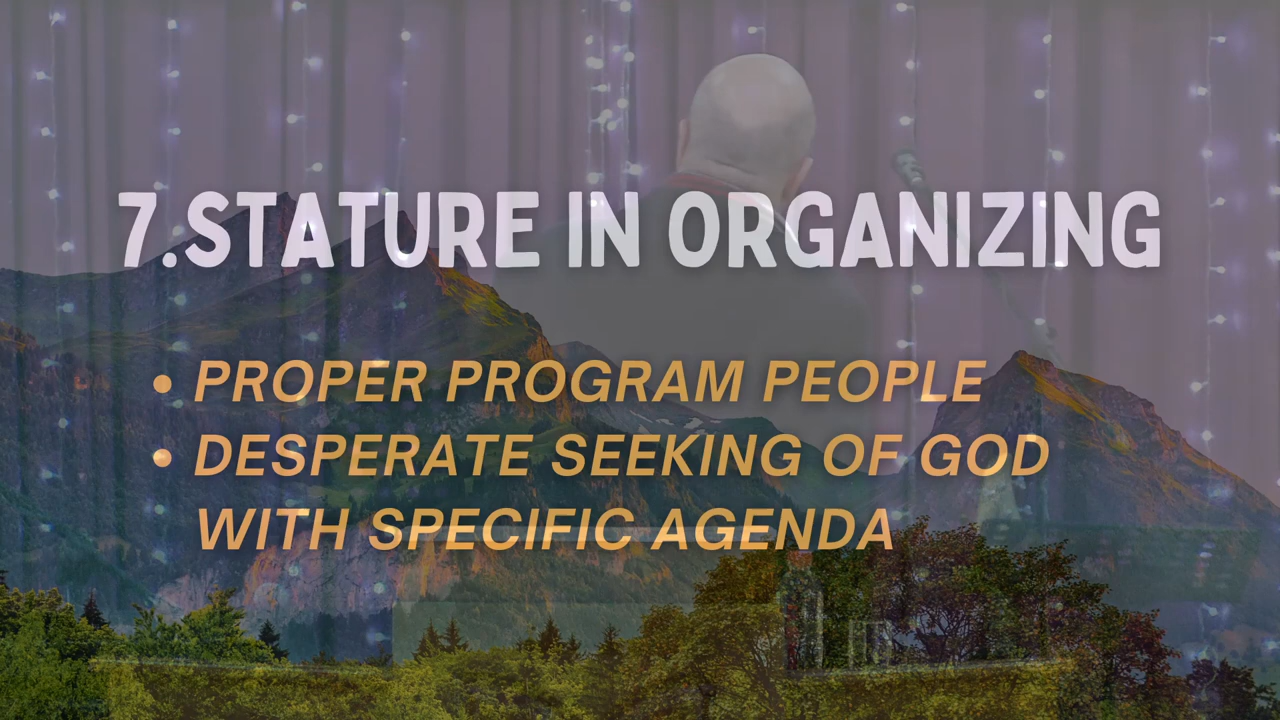 7.STATURE IN ORGANIZING
• PROPER PROGRAM PEOPLE
• DESPERATE SEEKING OF GOD
WITH SPECIFIC AGENDA